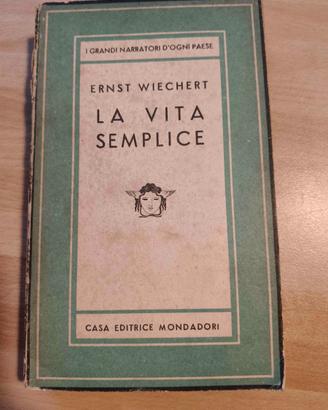 I GRANDI NARRATORI D'OGNI PAESE
ERNST WIECHERT
LA VITA
SEMPLICE
CASA EDITRICE MONDADORI